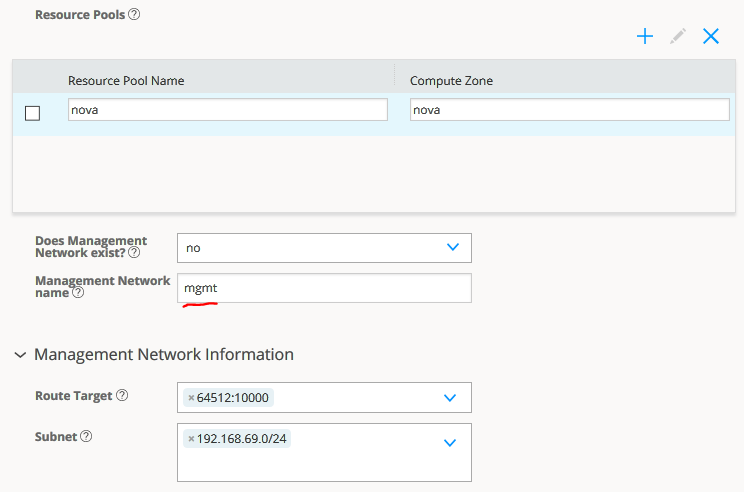 Resource Pools
Resource Pool Name Compute Zone
nova nova
Does Management
Network exist?
no
Management Network
name
mgmt
Management Network Information
Route Target
× 64512:10000
Subnet
× 192.168.69.0/24